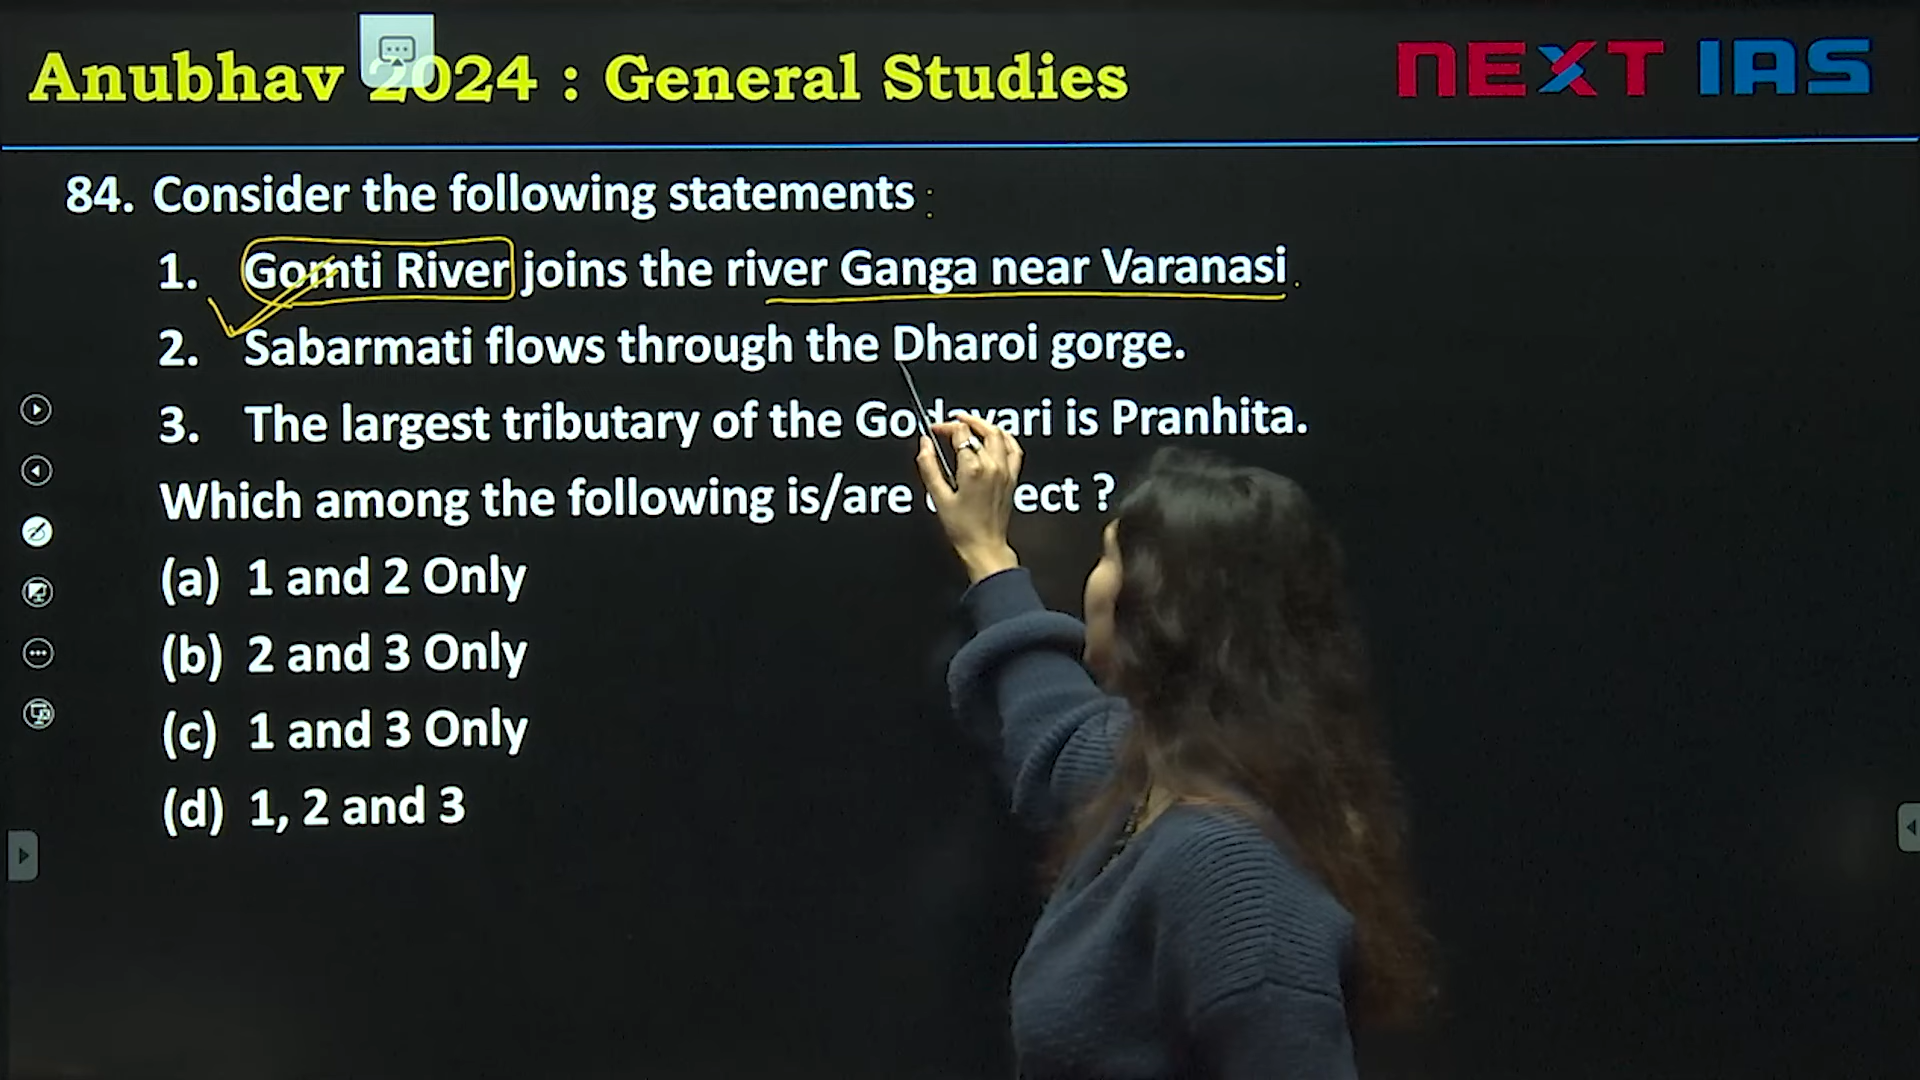 Anubhav 2024 : General Studies
NEXT IAS
84. Consider the following statements :
1. Gomti River joins the river Ganga near Varanasi.
2. Sabarmati flows through the Dharoi gorge.
3. The largest tributary of the Godavari is Pranhita.
Which among the following is/are ect ?
(a) 1 and 2 Only
(b) 2 and 3 Only
(c) 1 and 3 Only
(d) 1, 2 and 3